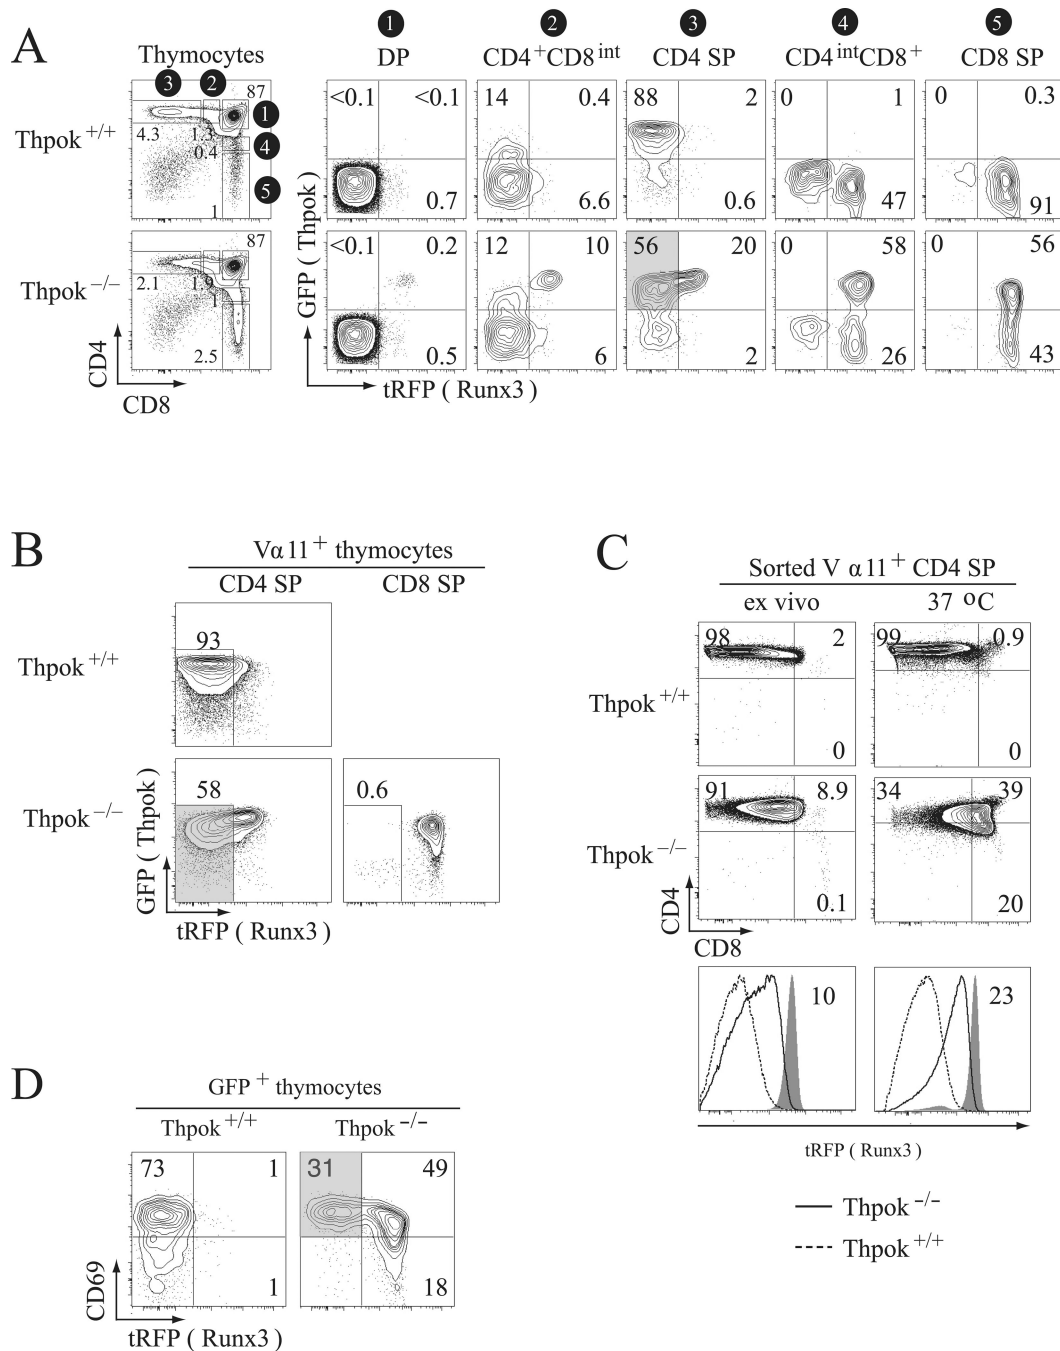 A
1 2 3 4 5
Thymocytes DP CD4+CD8int CD4 SP CD4intCD8+ CD8 SP
3 2 87 1
4.3 1.3
0.4 4
5
1
Thpok+/+
<0.1 <0.1 14 0.4 88 2 0 1 0 0.3
0.7 6.6 0.6 47 91
Thpok−/−
87
2.1 1.9
1
2.5
<0.1 0.2 12 10 56 20 0 58 0 56
0.5 6 2 26 43
CD4
CD8
GFP ( Thpok)
tRFP ( Runx3 )
B
Vα11+ thymocytes
CD4 SP CD8 SP
Thpok+/+
93
Thpok−/−
58 0.6
GFP ( Thpok)
tRFP ( Runx3 )
C
Sorted V α11+ CD4 SP
ex vivo 37 oC
Thpok+/+
98 2 99 0.9
0 0
Thpok−/−
91 8.9 34 39
0.1 20
CD4
CD8
10 23
tRFP ( Runx3 )
Thpok−/−
Thpok+/+
D
GFP + thymocytes
Thpok+/+ Thpok−/−
73 1 31 49
1 18
CD69
tRFP ( Runx3 )